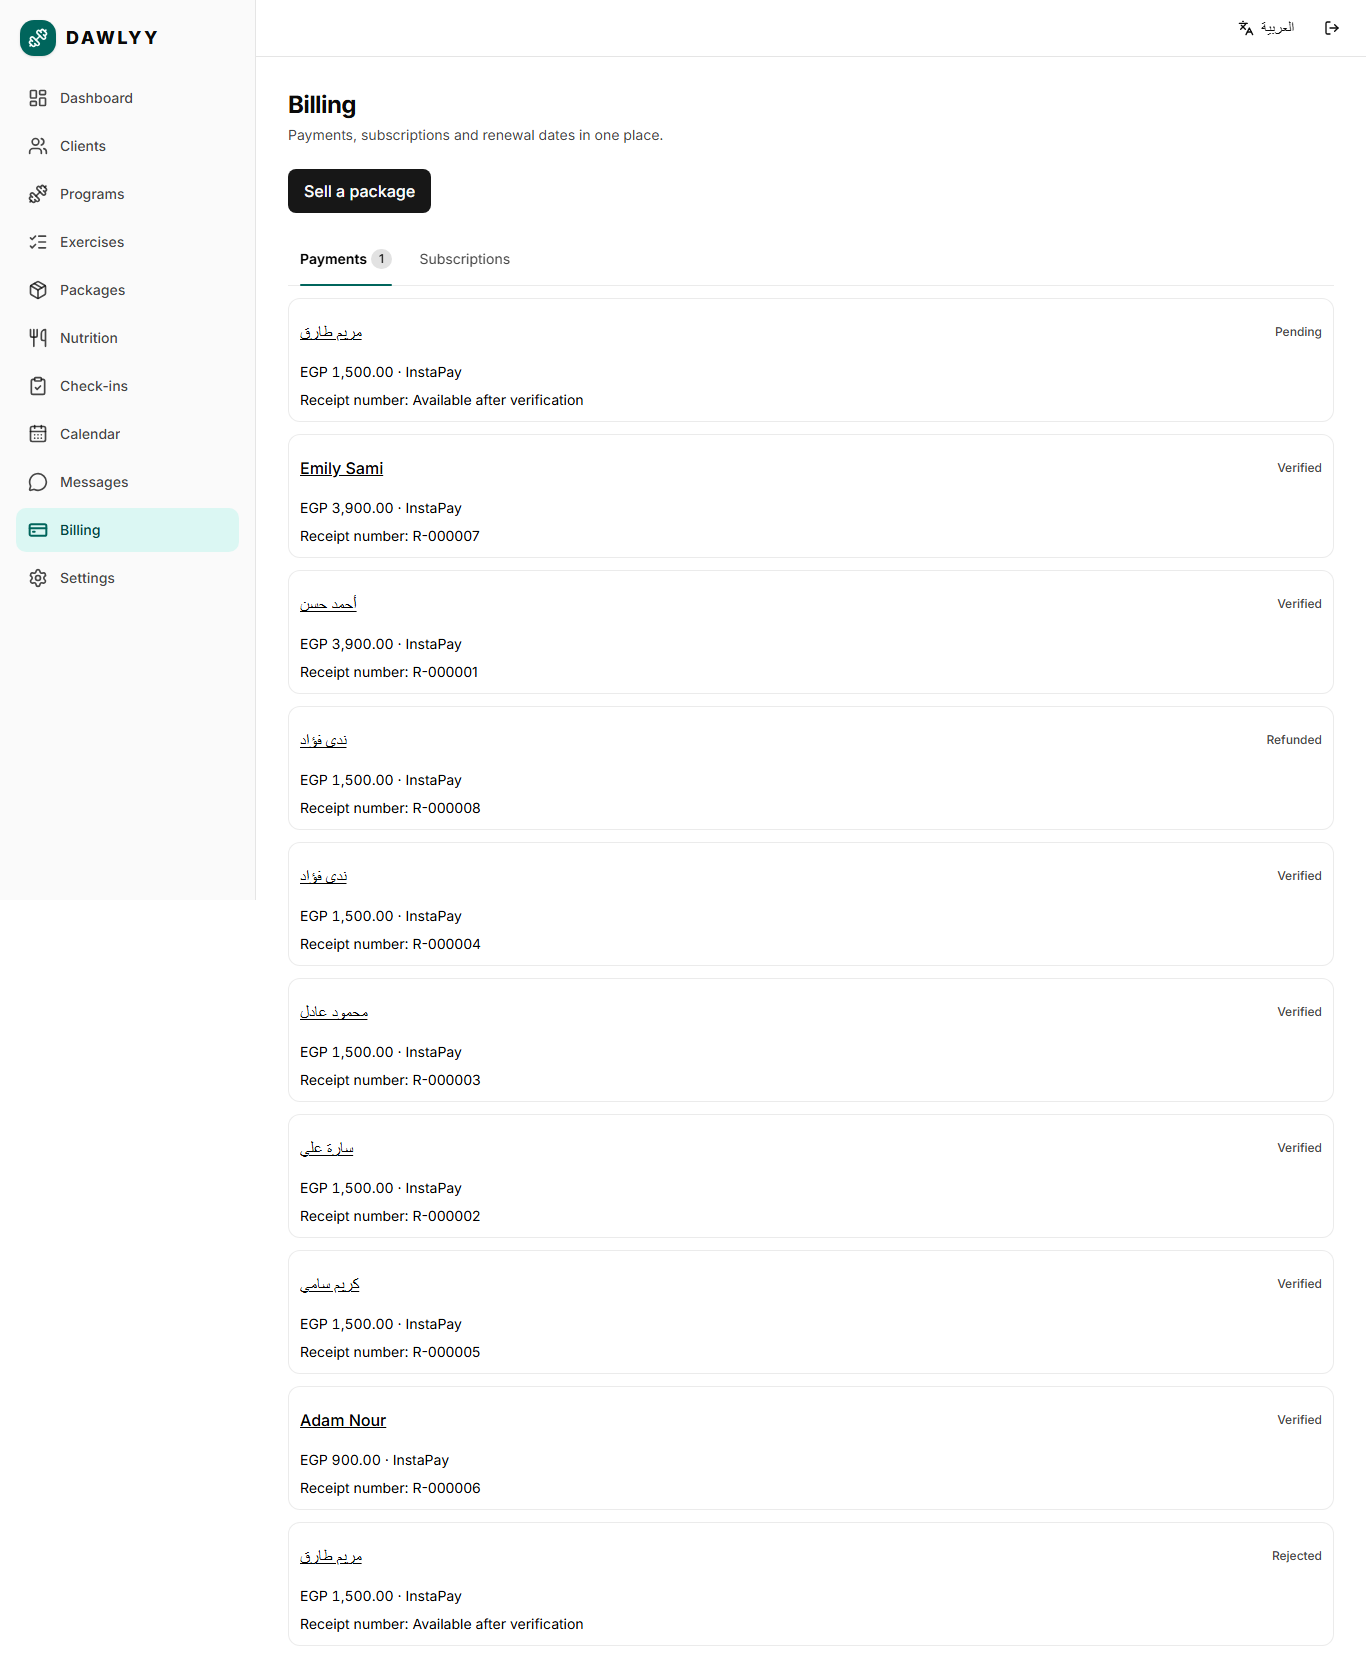 DAWLYY
العربية
Dashboard
Clients
Programs
Exercises
Packages
Nutrition
Check-ins
Calendar
Messages
Billing
Settings
Billing
Payments, subscriptions and renewal dates in one place.
Sell a package
Payments 1 Subscriptions
مريم طارق Pending
EGP 1,500.00 · InstaPay
Receipt number: Available after verification
Emily Sami Verified
EGP 3,900.00 · InstaPay
Receipt number: R-000007
أحمد حسن Verified
EGP 3,900.00 · InstaPay
Receipt number: R-000001
ندى فؤاد Refunded
EGP 1,500.00 · InstaPay
Receipt number: R-000008
ندى فؤاد Verified
EGP 1,500.00 · InstaPay
Receipt number: R-000004
محمود عادل Verified
EGP 1,500.00 · InstaPay
Receipt number: R-000003
سارة علي Verified
EGP 1,500.00 · InstaPay
Receipt number: R-000002
كريم سامي Verified
EGP 1,500.00 · InstaPay
Receipt number: R-000005
Adam Nour Verified
EGP 900.00 · InstaPay
Receipt number: R-000006
مريم طارق Rejected
EGP 1,500.00 · InstaPay
Receipt number: Available after verification